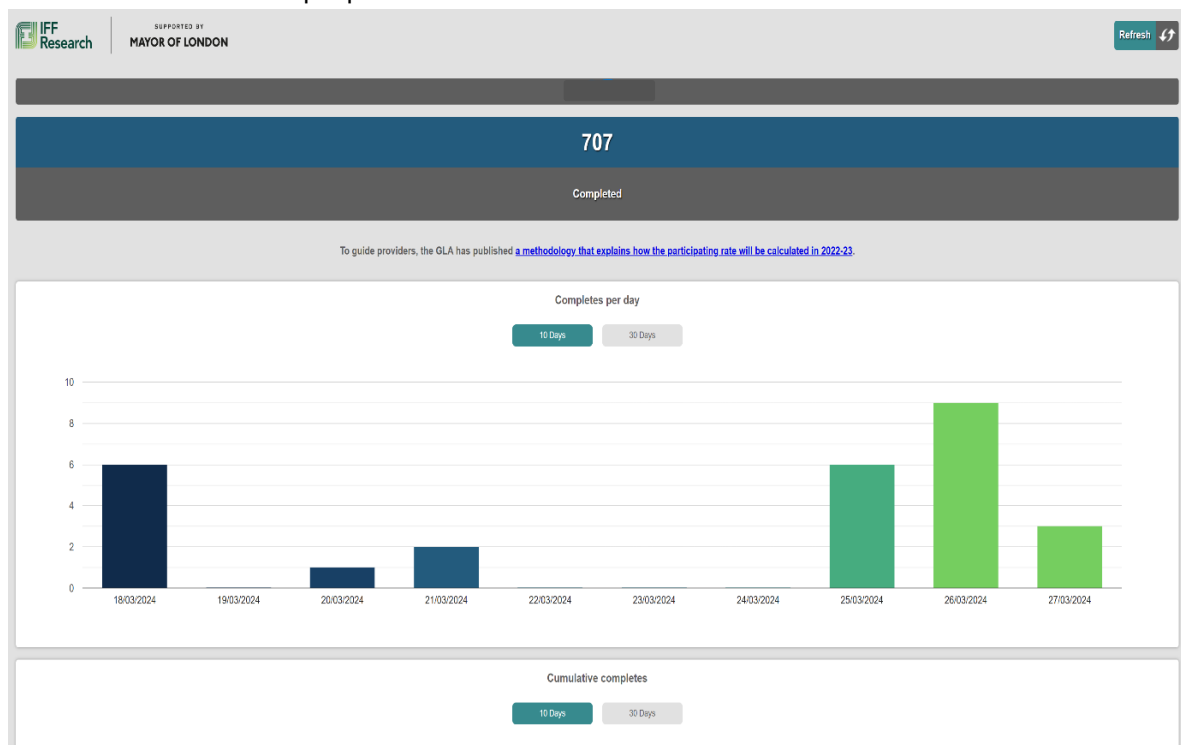 IFF
Research
SUPPORTED BY
MAYOR OF LONDON
Refresh
707
Completed
To guide providers, the GLA has published a methodology that explains how the participating rate will be calculated in 2022-23.
Completes per day
10 Days 30 Days
10
8
6
4
2
0
18/03/2024 19/03/2024 20/03/2024 21/03/2024 22/03/2024 23/03/2024 24/03/2024 25/03/2024 26/03/2024 27/03/2024
Cumulative completes
10 Days 30 Days